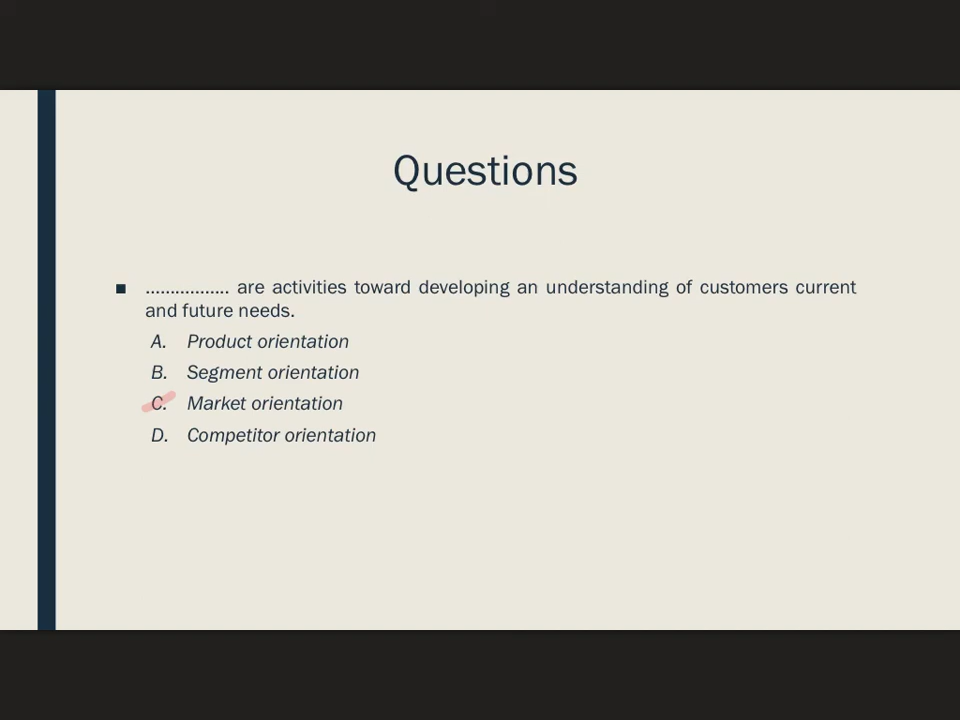 Questions
................. are activities toward developing an understanding of customers current
and future needs.
A. Product orientation
B. Segment orientation
C. Market orientation
D. Competitor orientation